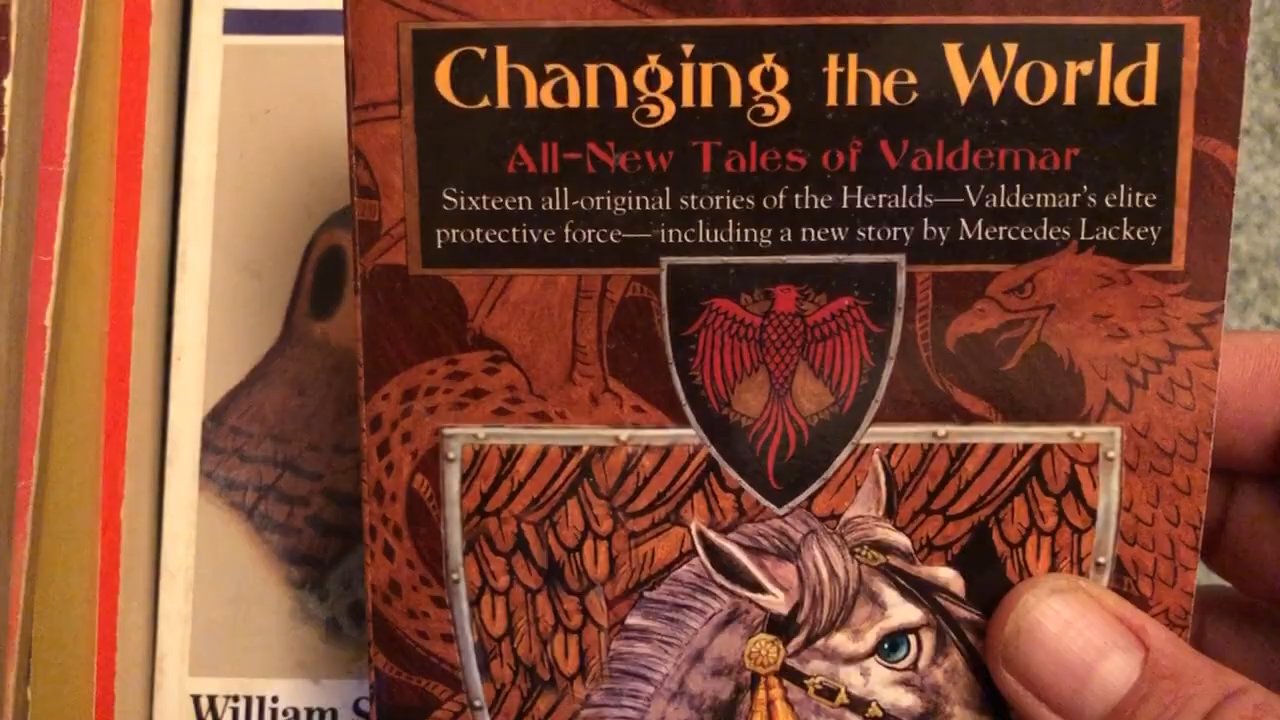 Changing the World
All-New Tales of Valdemar
Sixteen all-original stories of the Heralds—Valdemar's elite
protective force—including a new story by Mercedes Lackey
William S